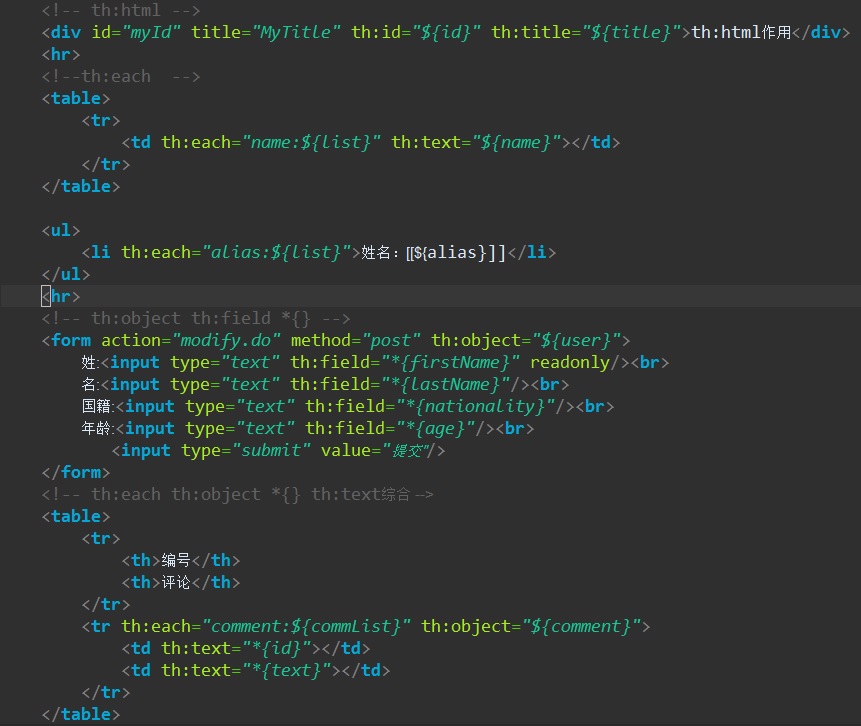 <!-- th:html -->
<div id="myId" title="MyTitle" th:id="${id}" th:title="${title}">th:html作用</div>
<hr>
<!--th:each  -->
<table>
<tr>
<td th:each="name:${list}" th:text="${name}"></td>
</tr>
</table>
<ul>
<li th:each="alias:${list}">姓名：[[${alias}]]</li>
</ul>
<hr>
<!-- th:object th:field *{} -->
<form action="modify.do" method="post" th:object="${user}">
姓:<input type="text" th:field="*{firstName}" readonly/><br>
名:<input type="text" th:field="*{lastName}"/><br>
国籍:<input type="text" th:field="*{nationality}"/><br>
年龄:<input type="text" th:field="*{age}"/><br>
<input type="submit" value="提交"/>
</form>
<!-- th:each th:object *{} th:text综合 -->
<table>
<tr>
<th>编号</th>
<th>评论</th>
</tr>
<tr th:each="comment:${commList}" th:object="${comment}">
<td th:text="*{id}"></td>
<td th:text="*{text}"></td>
</tr>
</table>